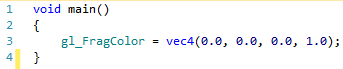 1 void main()
2 {
3     gl_FragColor = vec4(0.0, 0.0, 0.0, 1.0);
4 }